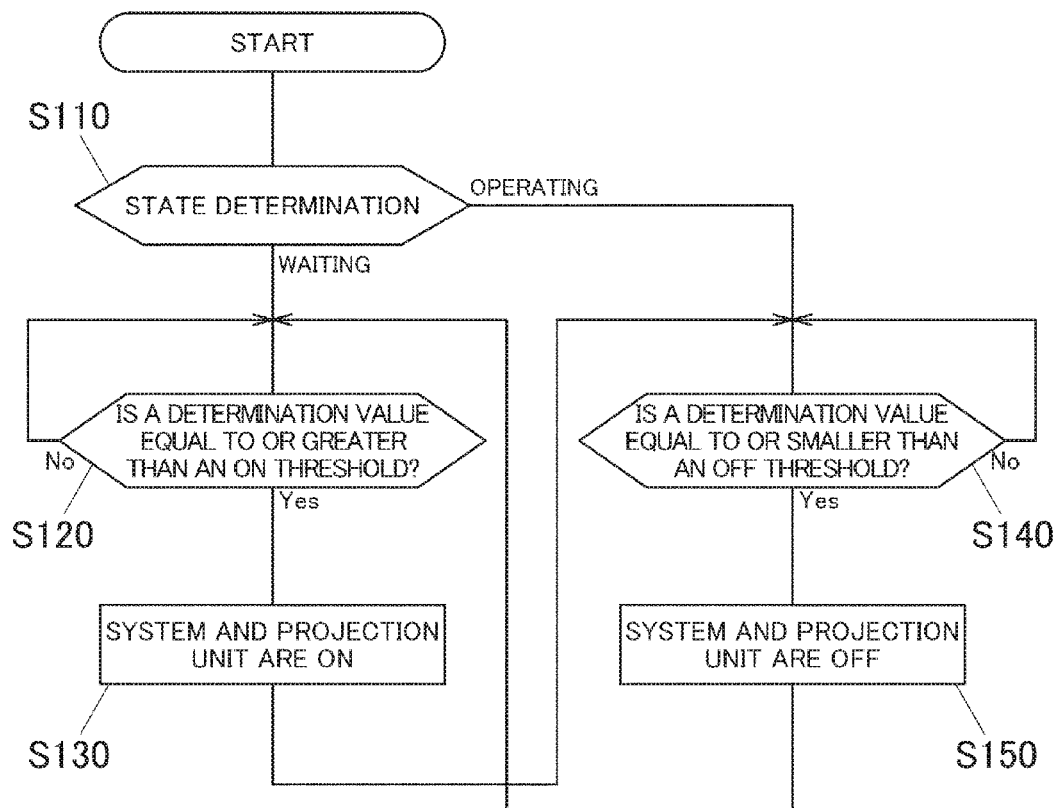 START
S110
STATE DETERMINATION
OPERATING
WAITING
IS A DETERMINATION VALUE
EQUAL TO OR GREATER
THAN AN ON THRESHOLD?
No
Yes
S120
IS A DETERMINATION VALUE
EQUAL TO OR SMALLER THAN
AN OFF THRESHOLD?
No
Yes
S140
SYSTEM AND PROJECTION
UNIT ARE ON
S130
SYSTEM AND PROJECTION
UNIT ARE OFF
S150